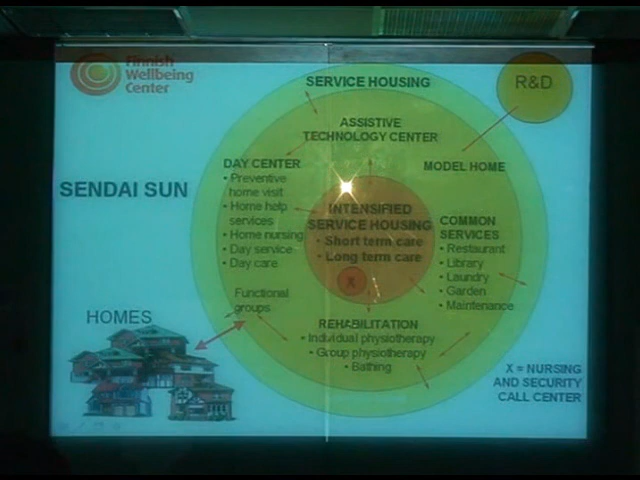 Finnish
Wellbeing
Center
SENDAI SUN
SERVICE HOUSING
R&D
ASSISTIVE
TECHNOLOGY CENTER
DAY CENTER
• Preventive
home visit
• Home help
services
• Home nursing
• Day service
• Day care
MODEL HOME
INTENSIFIED
SERVICE HOUSING
• Short term care
• Long term care
X
COMMON
SERVICES
• Restaurant
• Library
• Laundry
• Garden
• Maintenance
Functional
groups
HOMES
REHABILITATION
• Individual physiotherapy
• Group physiotherapy
• Bathing
X = NURSING
AND SECURITY
CALL CENTER